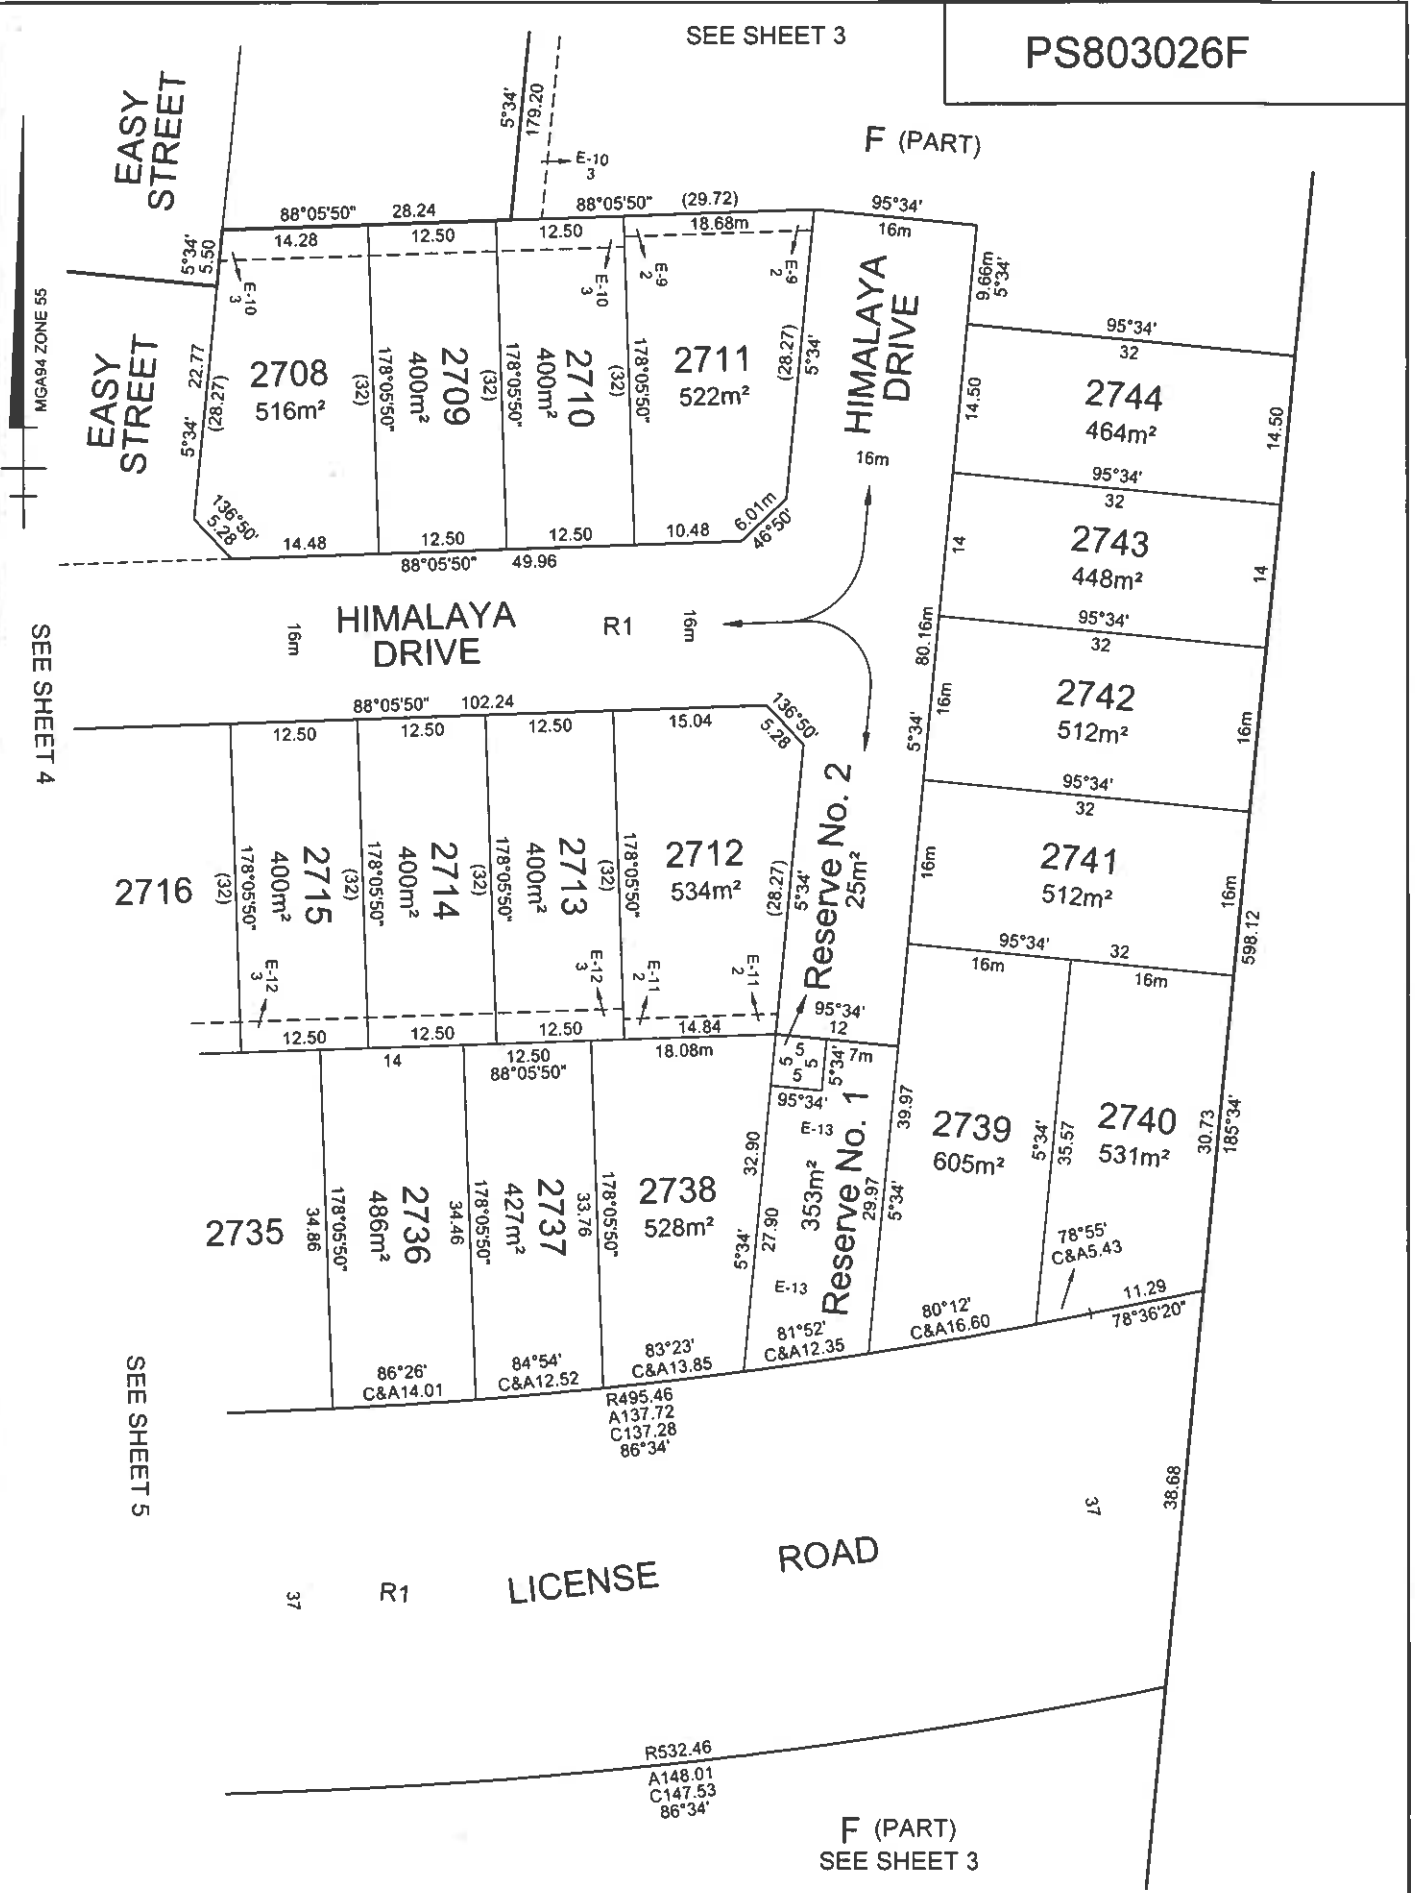 SEE SHEET 3
PS803026F
F (PART)
EASY
STREET
5°34'
179.20
E-10
3
88°05'50" 28.24
88°05'50" (29.72)
95°34'
16m
14.28
12.50
12.50
18.68m
5°34'
5.50
E-10
3
E-10
3
E-9
2
E-9
2
9.66m
5°34'
MGA94 ZONE 55
EASY
STREET
5°34' 22.77
(28.27)
2708
516m²
(32)
178°05'50"
2709
400m²
(32)
178°05'50"
2710
400m²
(32)
178°05'50"
2711
522m²
(28.27)
5°34'
HIMALAYA
DRIVE
16m
95°34'
32
14.50
2744
464m²
14.50
95°34'
32
136°50'
5.28
14.48
12.50
12.50
10.48
6.01m
46°50'
88°05'50" 49.96
14
2743
448m²
14
95°34'
32
HIMALAYA
DRIVE
16m
R1
16m
80.16m
5°34'
16m
2742
512m²
16m
95°34'
32
SEE SHEET 4
88°05'50" 102.24
12.50
12.50
12.50
15.04
136°50'
5.28
2716
(32)
178°05'50"
2715
400m²
(32)
178°05'50"
2714
400m²
(32)
178°05'50"
2713
400m²
(32)
178°05'50"
2712
534m²
(28.27)
5°34'
Reserve No. 2
25m²
16m
2741
512m²
16m
598.12
95°34' 32
16m
16m
E-12
3
E-12
3
E-11
2
E-11
2
12.50
12.50
12.50
14.84
95°34'
12
14
12.50
88°05'50"
18.08m
5
5
5
5
5°34'
7m
95°34'
2735
34.86
178°05'50"
2736
486m²
34.46
178°05'50"
2737
427m²
33.76
178°05'50"
2738
528m²
32.90
5°34'
27.90
E-13
353m²
Reserve No. 1
E-13
29.97
39.97
5°34'
2739
605m²
5°34'
35.57
2740
531m²
30.73
185°34'
78°55'
C&A5.43
11.29
78°36'20"
86°26'
C&A14.01
84°54'
C&A12.52
83°23'
C&A13.85
81°52'
C&A12.35
80°12'
C&A16.60
R495.46
A137.72
C137.28
86°34'
SEE SHEET 5
37
R1
LICENSE ROAD
37
38.68
R532.46
A148.01
C147.53
86°34'
F (PART)
SEE SHEET 3